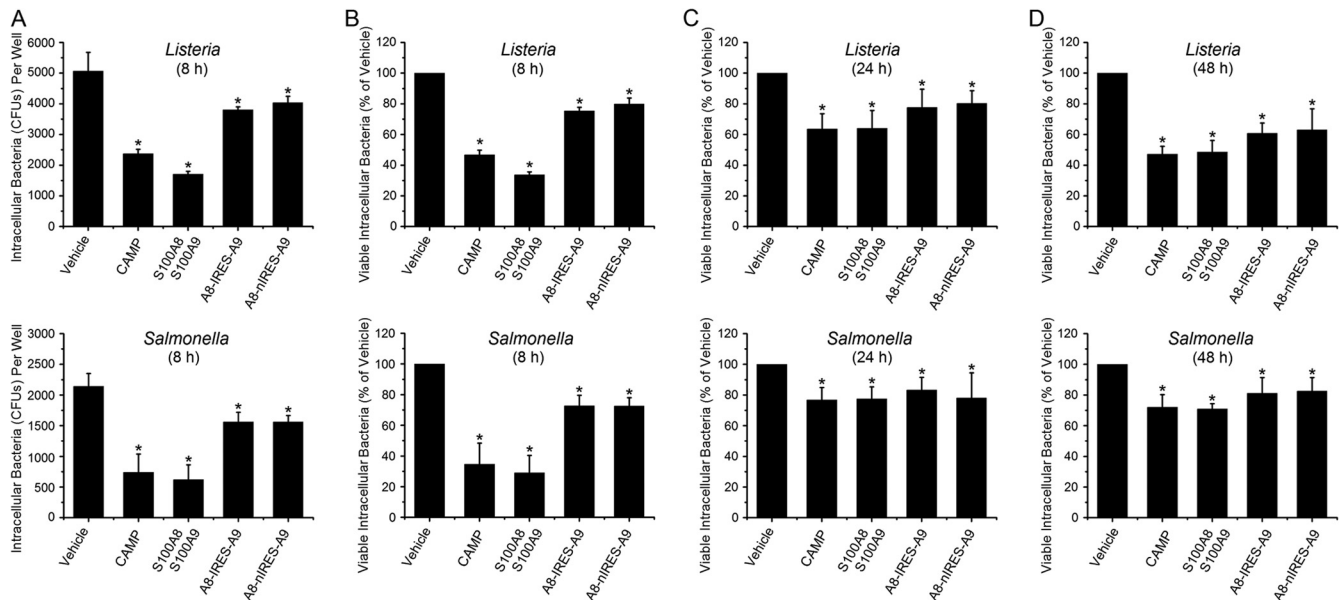 A
Intracellular Bacteria (CFUs) Per Well
6000
5000
4000
3000
2000
1000
0
Listeria
(8 h)
*
*
*
*
Vehicle
CAMP
S100A8
S100A9
A8-IRES-A9
A8-nIRES-A9
B
Viable Intracellular Bacteria (% of Vehicle)
120
100
80
60
40
20
0
Listeria
(8 h)
*
*
*
*
Vehicle
CAMP
S100A8
S100A9
A8-IRES-A9
A8-nIRES-A9
C
Viable Intracellular Bacteria (% of Vehicle)
120
100
80
60
40
20
0
Listeria
(24 h)
*
*
*
*
Vehicle
CAMP
S100A8
S100A9
A8-IRES-A9
A8-nIRES-A9
D
Viable Intracellular Bacteria (% of Vehicle)
120
100
80
60
40
20
0
Listeria
(48 h)
*
*
*
*
Vehicle
CAMP
S100A8
S100A9
A8-IRES-A9
A8-nIRES-A9
Intracellular Bacteria (CFUs) Per Well
3000
2500
2000
1500
1000
500
0
Salmonella
(8 h)
*
*
*
*
Vehicle
CAMP
S100A8
S100A9
A8-IRES-A9
A8-nIRES-A9
Viable Intracellular Bacteria (% of Vehicle)
120
100
80
60
40
20
0
Salmonella
(8 h)
*
*
*
*
Vehicle
CAMP
S100A8
S100A9
A8-IRES-A9
A8-nIRES-A9
Viable Intracellular Bacteria (% of Vehicle)
120
100
80
60
40
20
0
Salmonella
(24 h)
*
*
*
*
Vehicle
CAMP
S100A8
S100A9
A8-IRES-A9
A8-nIRES-A9
Viable Intracellular Bacteria (% of Vehicle)
120
100
80
60
40
20
0
Salmonella
(48 h)
*
*
*
*
Vehicle
CAMP
S100A8
S100A9
A8-IRES-A9
A8-nIRES-A9